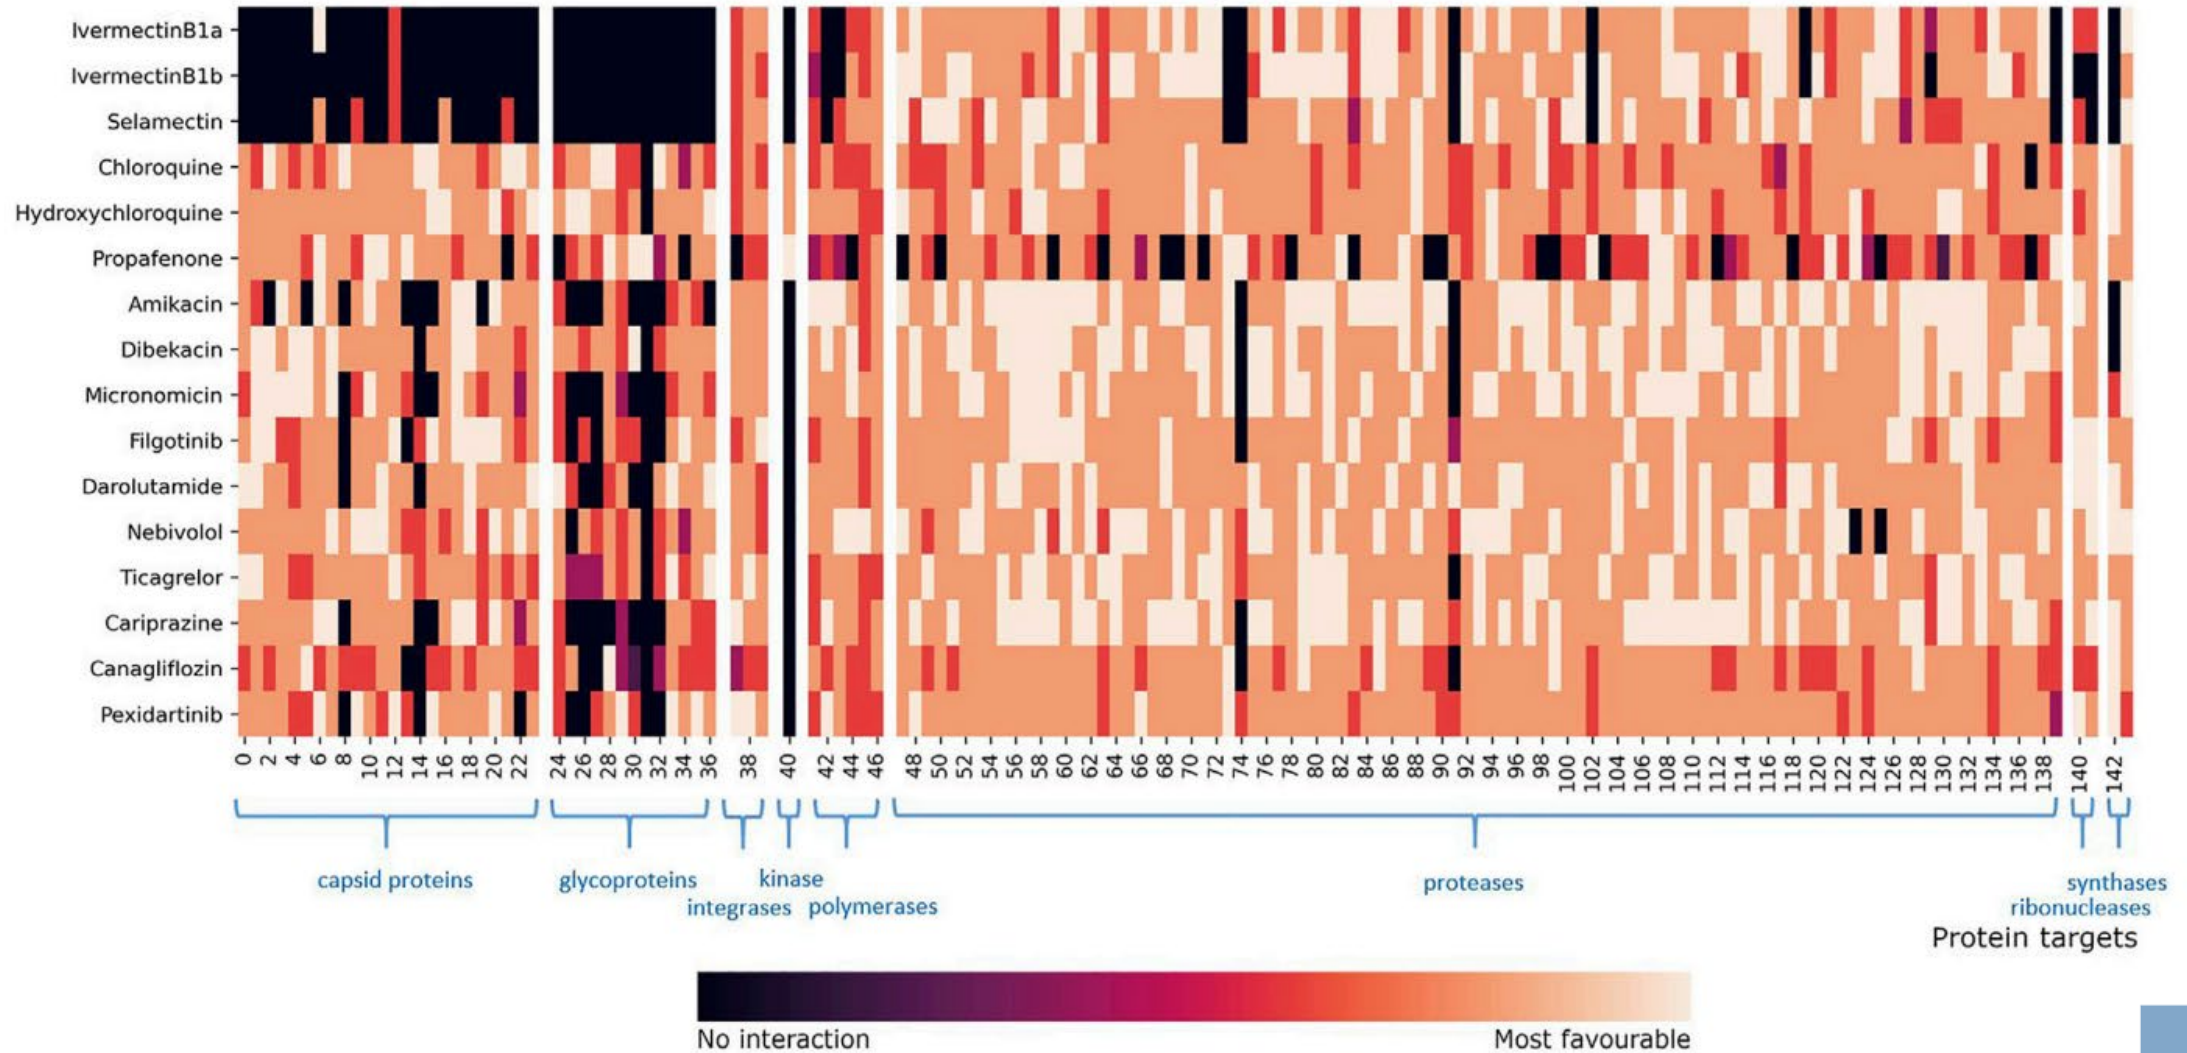 IvermectinB1a
IvermectinB1b
Selamectin
Chloroquine
Hydroxychloroquine
Propafenone
Amikacin
Dibekacin
Micronomicin
Filgotinib
Darolutamide
Nebivolol
Ticagrelor
Cariprazine
Canagliflozin
Pexidartinib
0 2 4 6 8 10 12 14 16 18 20 22 24 26 28 30 32 34 36 38 40 42 44 46 48 50 52 54 56 58 60 62 64 66 68 70 72 74 76 78 80 82 84 86 88 90 92 94 96 98 100 102 104 106 108 110 112 114 116 118 120 122 124 126 128 130 132 134 136 138 140 142
capsid proteins glycoproteins kinase proteases synthases
integrases polymerases ribonucleases
Protein targets
No interaction Most favourable